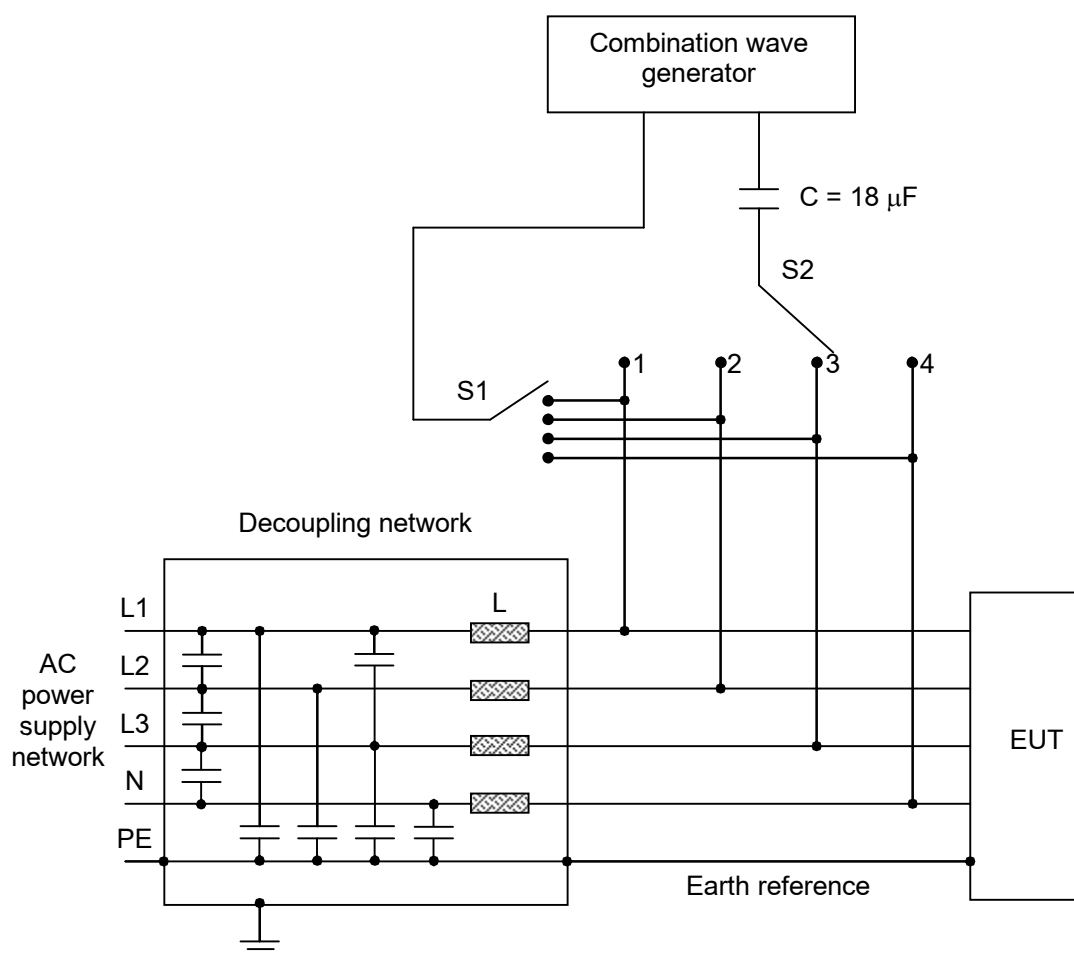 Combination wave
generator
C = 18 μF
S2
1
2
3
4
S1
Decoupling network
L1
L
L2
AC
power
supply
network
L3
N
EUT
PE
Earth reference